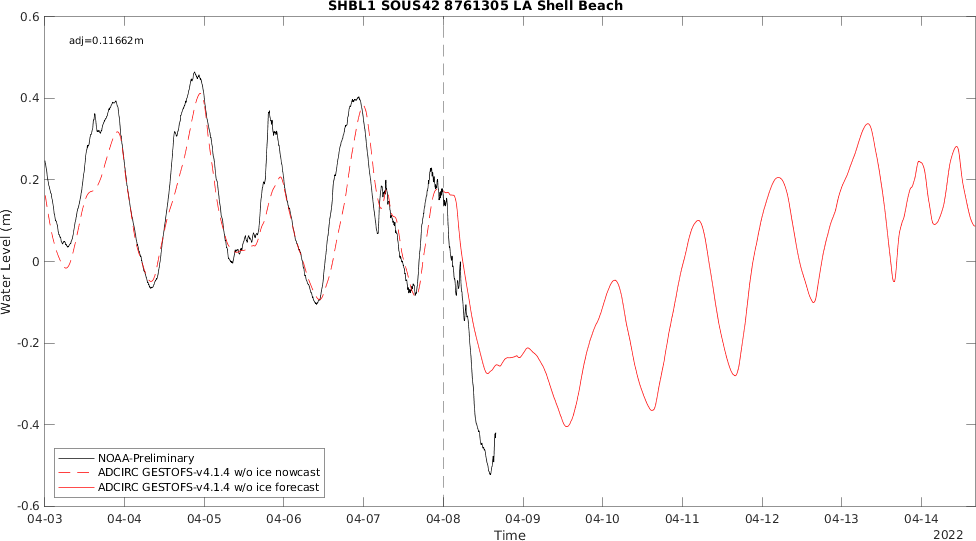 SHBL1 SOUS42 8761305 LA Shell Beach
adj=0.11662m
0.6
0.4
0.2
0
-0.2
-0.4
-0.6
Water Level (m)
NOAA-Preliminary
ADCIRC GESTOFS-v4.1.4 w/o ice nowcast
ADCIRC GESTOFS-v4.1.4 w/o ice forecast
04-03 04-04 04-05 04-06 04-07 04-08 04-09 04-10 04-11 04-12 04-13 04-14
Time
2022